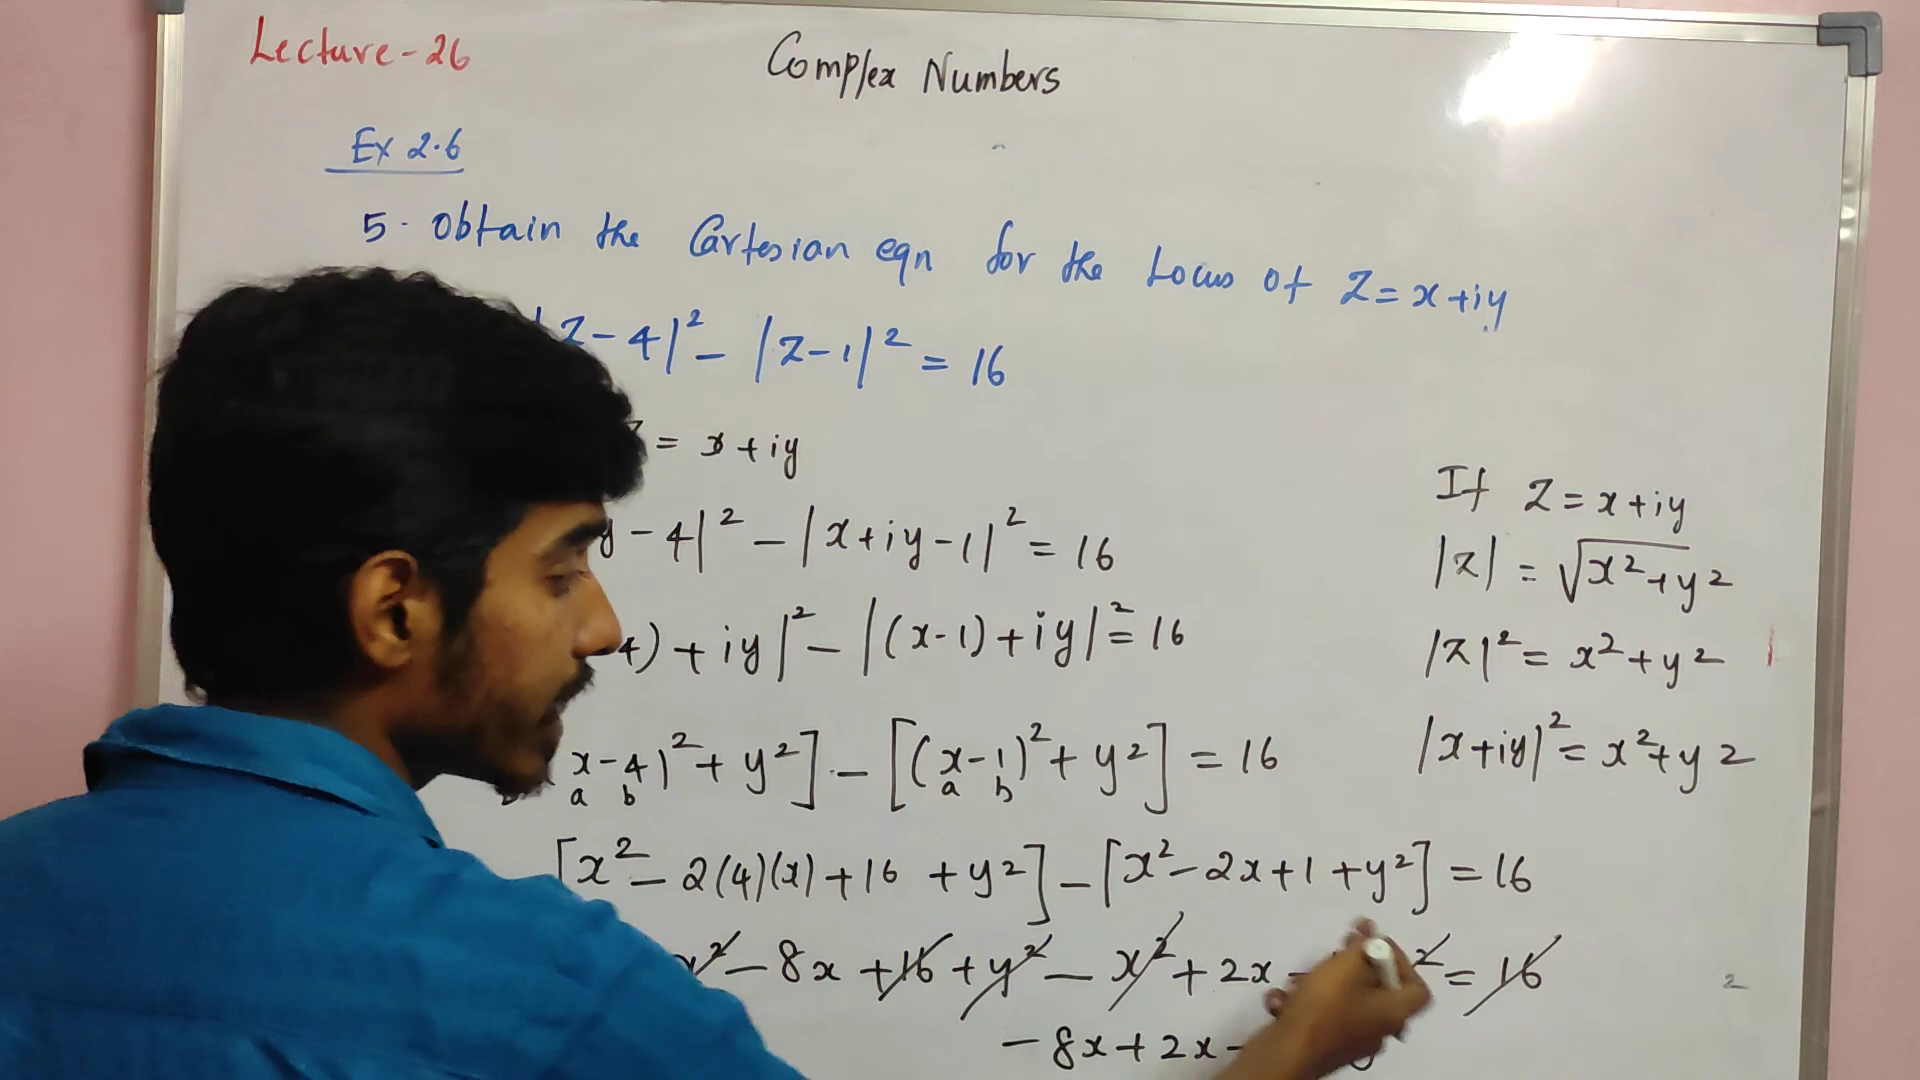 Lecture-26
Complex Numbers
Ex 2.6
5. Obtain the Cartesian eqn for the Locus of Z=x+iy
Z-4|² - |Z-1|² = 16
= x+iy
y-4|² - |x+iy-1|² = 16
4)+iy|² - |(x-1)+iy|² = 16
x-4)²+y²] - [(x-1)²+y²] = 16
a b a b
[x²-2(4)(x)+16+y²] - [x²-2x+1+y²] = 16
x²-8x+16+y²-x²+2x- ² = 16
-8x+2x-
If Z=x+iy
|Z| = √x²+y²
|Z|² = x²+y²
|x+iy|² = x²+y²
2